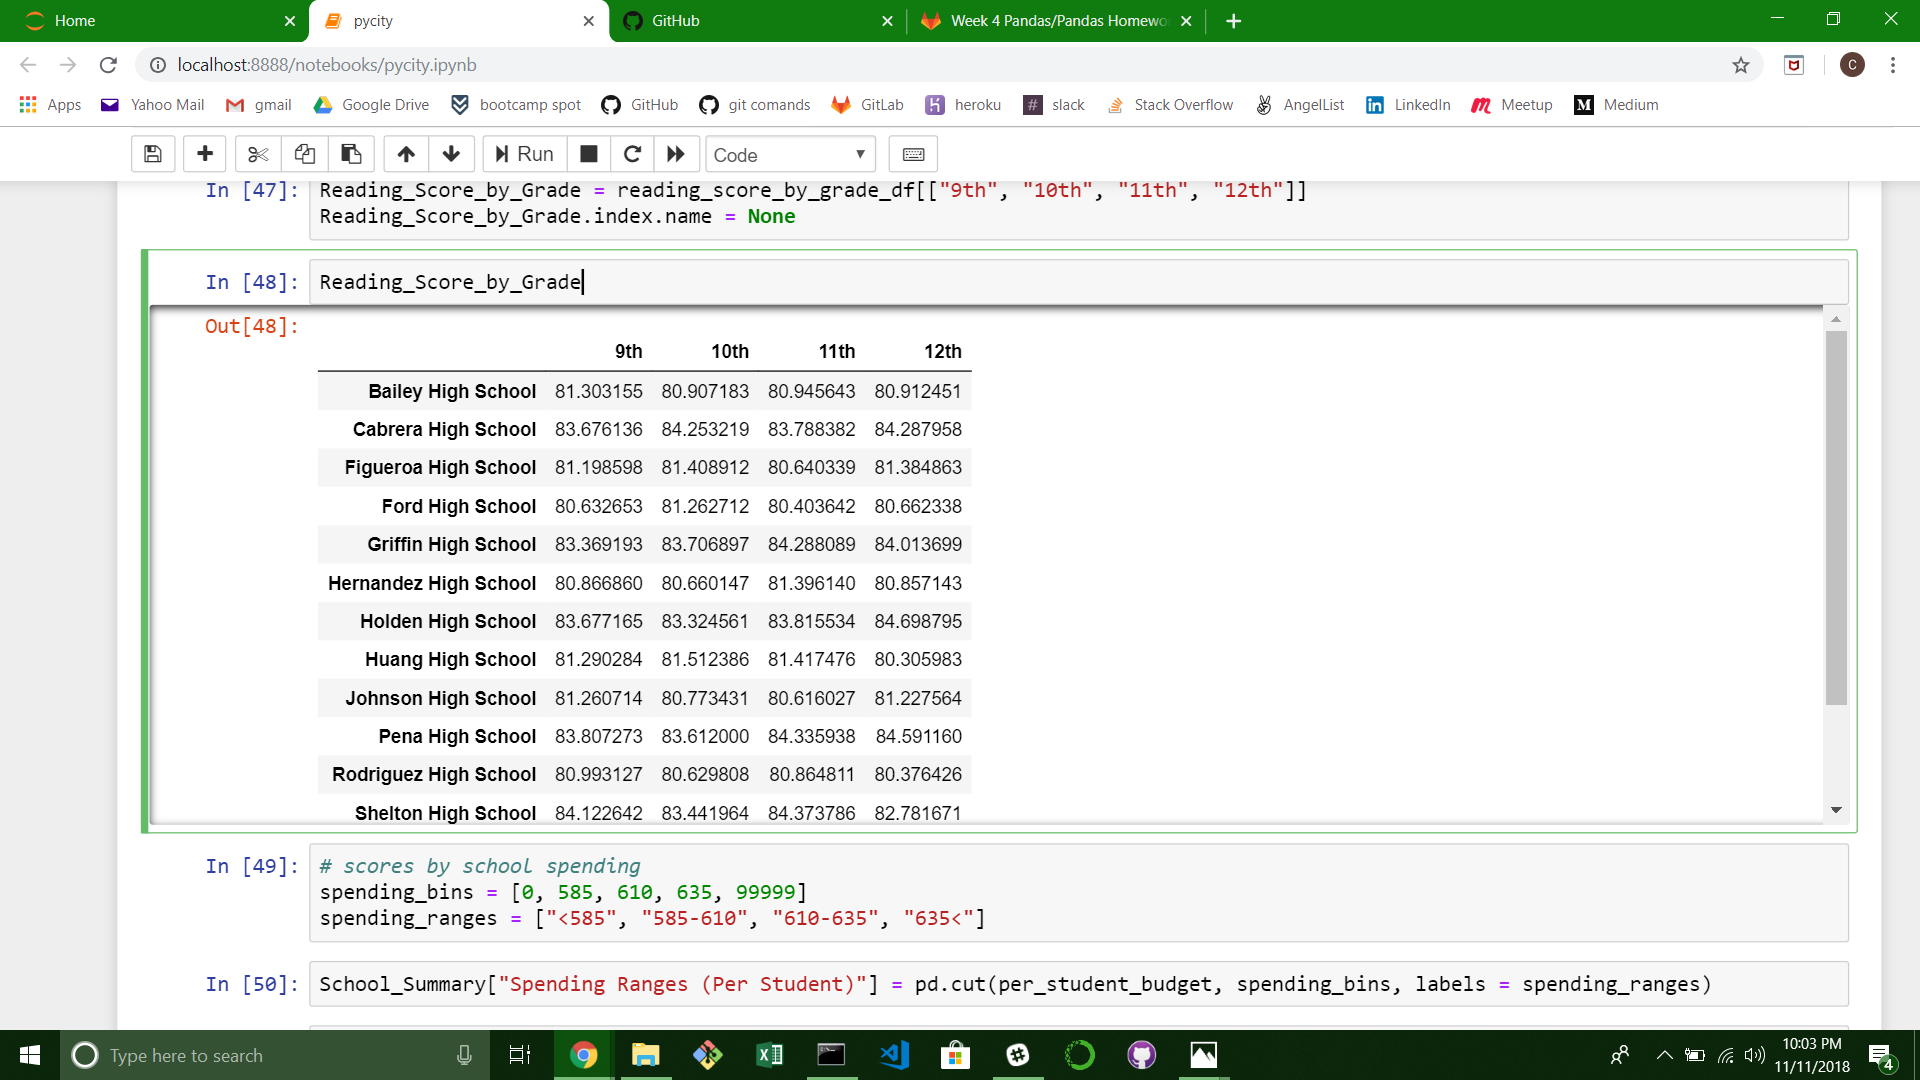 Home
pycity
GitHub
Week 4 Pandas/Pandas Homewo
localhost:8888/notebooks/pycity.ipynb
C
Apps Yahoo Mail gmail Google Drive bootcamp spot GitHub git comands GitLab heroku slack Stack Overflow AngelList LinkedIn Meetup Medium
Run Code
In [47]: Reading_Score_by_Grade = reading_score_by_grade_df[["9th", "10th", "11th", "12th"]]
Reading_Score_by_Grade.index.name = None
In [48]: Reading_Score_by_Grade
Out[48]:
9th 10th 11th 12th
Bailey High School 81.303155 80.907183 80.945643 80.912451
Cabrera High School 83.676136 84.253219 83.788382 84.287958
Figueroa High School 81.198598 81.408912 80.640339 81.384863
Ford High School 80.632653 81.262712 80.403642 80.662338
Griffin High School 83.369193 83.706897 84.288089 84.013699
Hernandez High School 80.866860 80.660147 81.396140 80.857143
Holden High School 83.677165 83.324561 83.815534 84.698795
Huang High School 81.290284 81.512386 81.417476 80.305983
Johnson High School 81.260714 80.773431 80.616027 81.227564
Pena High School 83.807273 83.612000 84.335938 84.591160
Rodriguez High School 80.993127 80.629808 80.864811 80.376426
Shelton High School 84.122642 83.441964 84.373786 82.781671
In [49]: # scores by school spending
spending_bins = [0, 585, 610, 635, 99999]
spending_ranges = ["<585", "585-610", "610-635", "635<"]
In [50]: School_Summary["Spending Ranges (Per Student)"] = pd.cut(per_student_budget, spending_bins, labels = spending_ranges)
Type here to search
10:03 PM
11/11/2018
4